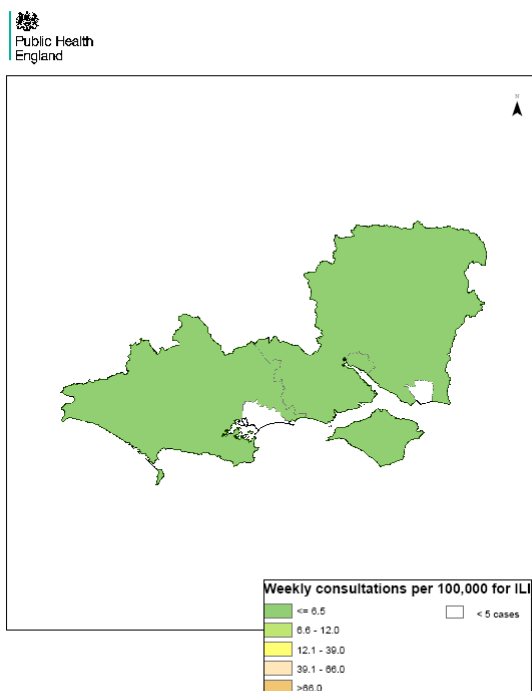 Public Health
England
N
Weekly consultations per 100,000 for ILI
<= 6.5
< 5 cases
6.6 - 12.0
12.1 - 39.0
39.1 - 66.0
>66.0